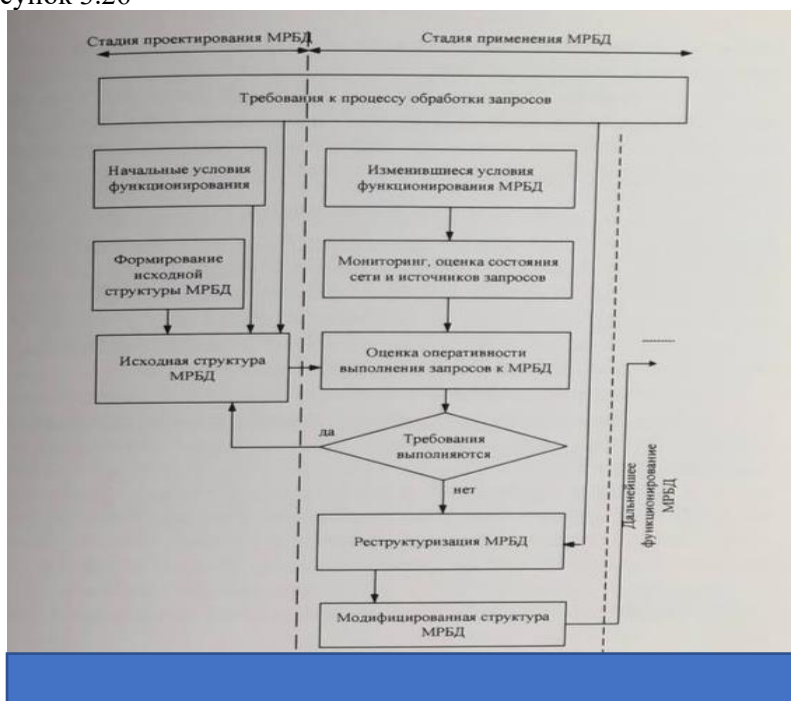 Стадия проектирования МРБД
Стадия применения МРБД
Требования к процессу обработки запросов
Начальные условия
функционирования
Изменившиеся условия
функционирования МРБД
Формирование
исходной
структуры МРБД
Мониторинг, оценка состояния
сети и источников запросов
Исходная структура
МРБД
Оценка оперативности
выполнения запросов к МРБД
да
Требования
выполняются
нет
Дальнейшее
функционирование
МРБД
Реструктуризация МРБД
Модифицированная структура
МРБД